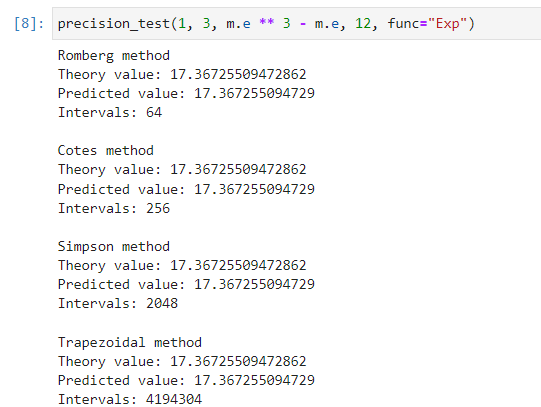 [8]: precision_test(1, 3, m.e ** 3 - m.e, 12, func="Exp")
Romberg method
Theory value: 17.36725509472862
Predicted value: 17.367255094729
Intervals: 64
Cotes method
Theory value: 17.36725509472862
Predicted value: 17.367255094729
Intervals: 256
Simpson method
Theory value: 17.36725509472862
Predicted value: 17.367255094729
Intervals: 2048
Trapezoidal method
Theory value: 17.36725509472862
Predicted value: 17.367255094729
Intervals: 4194304